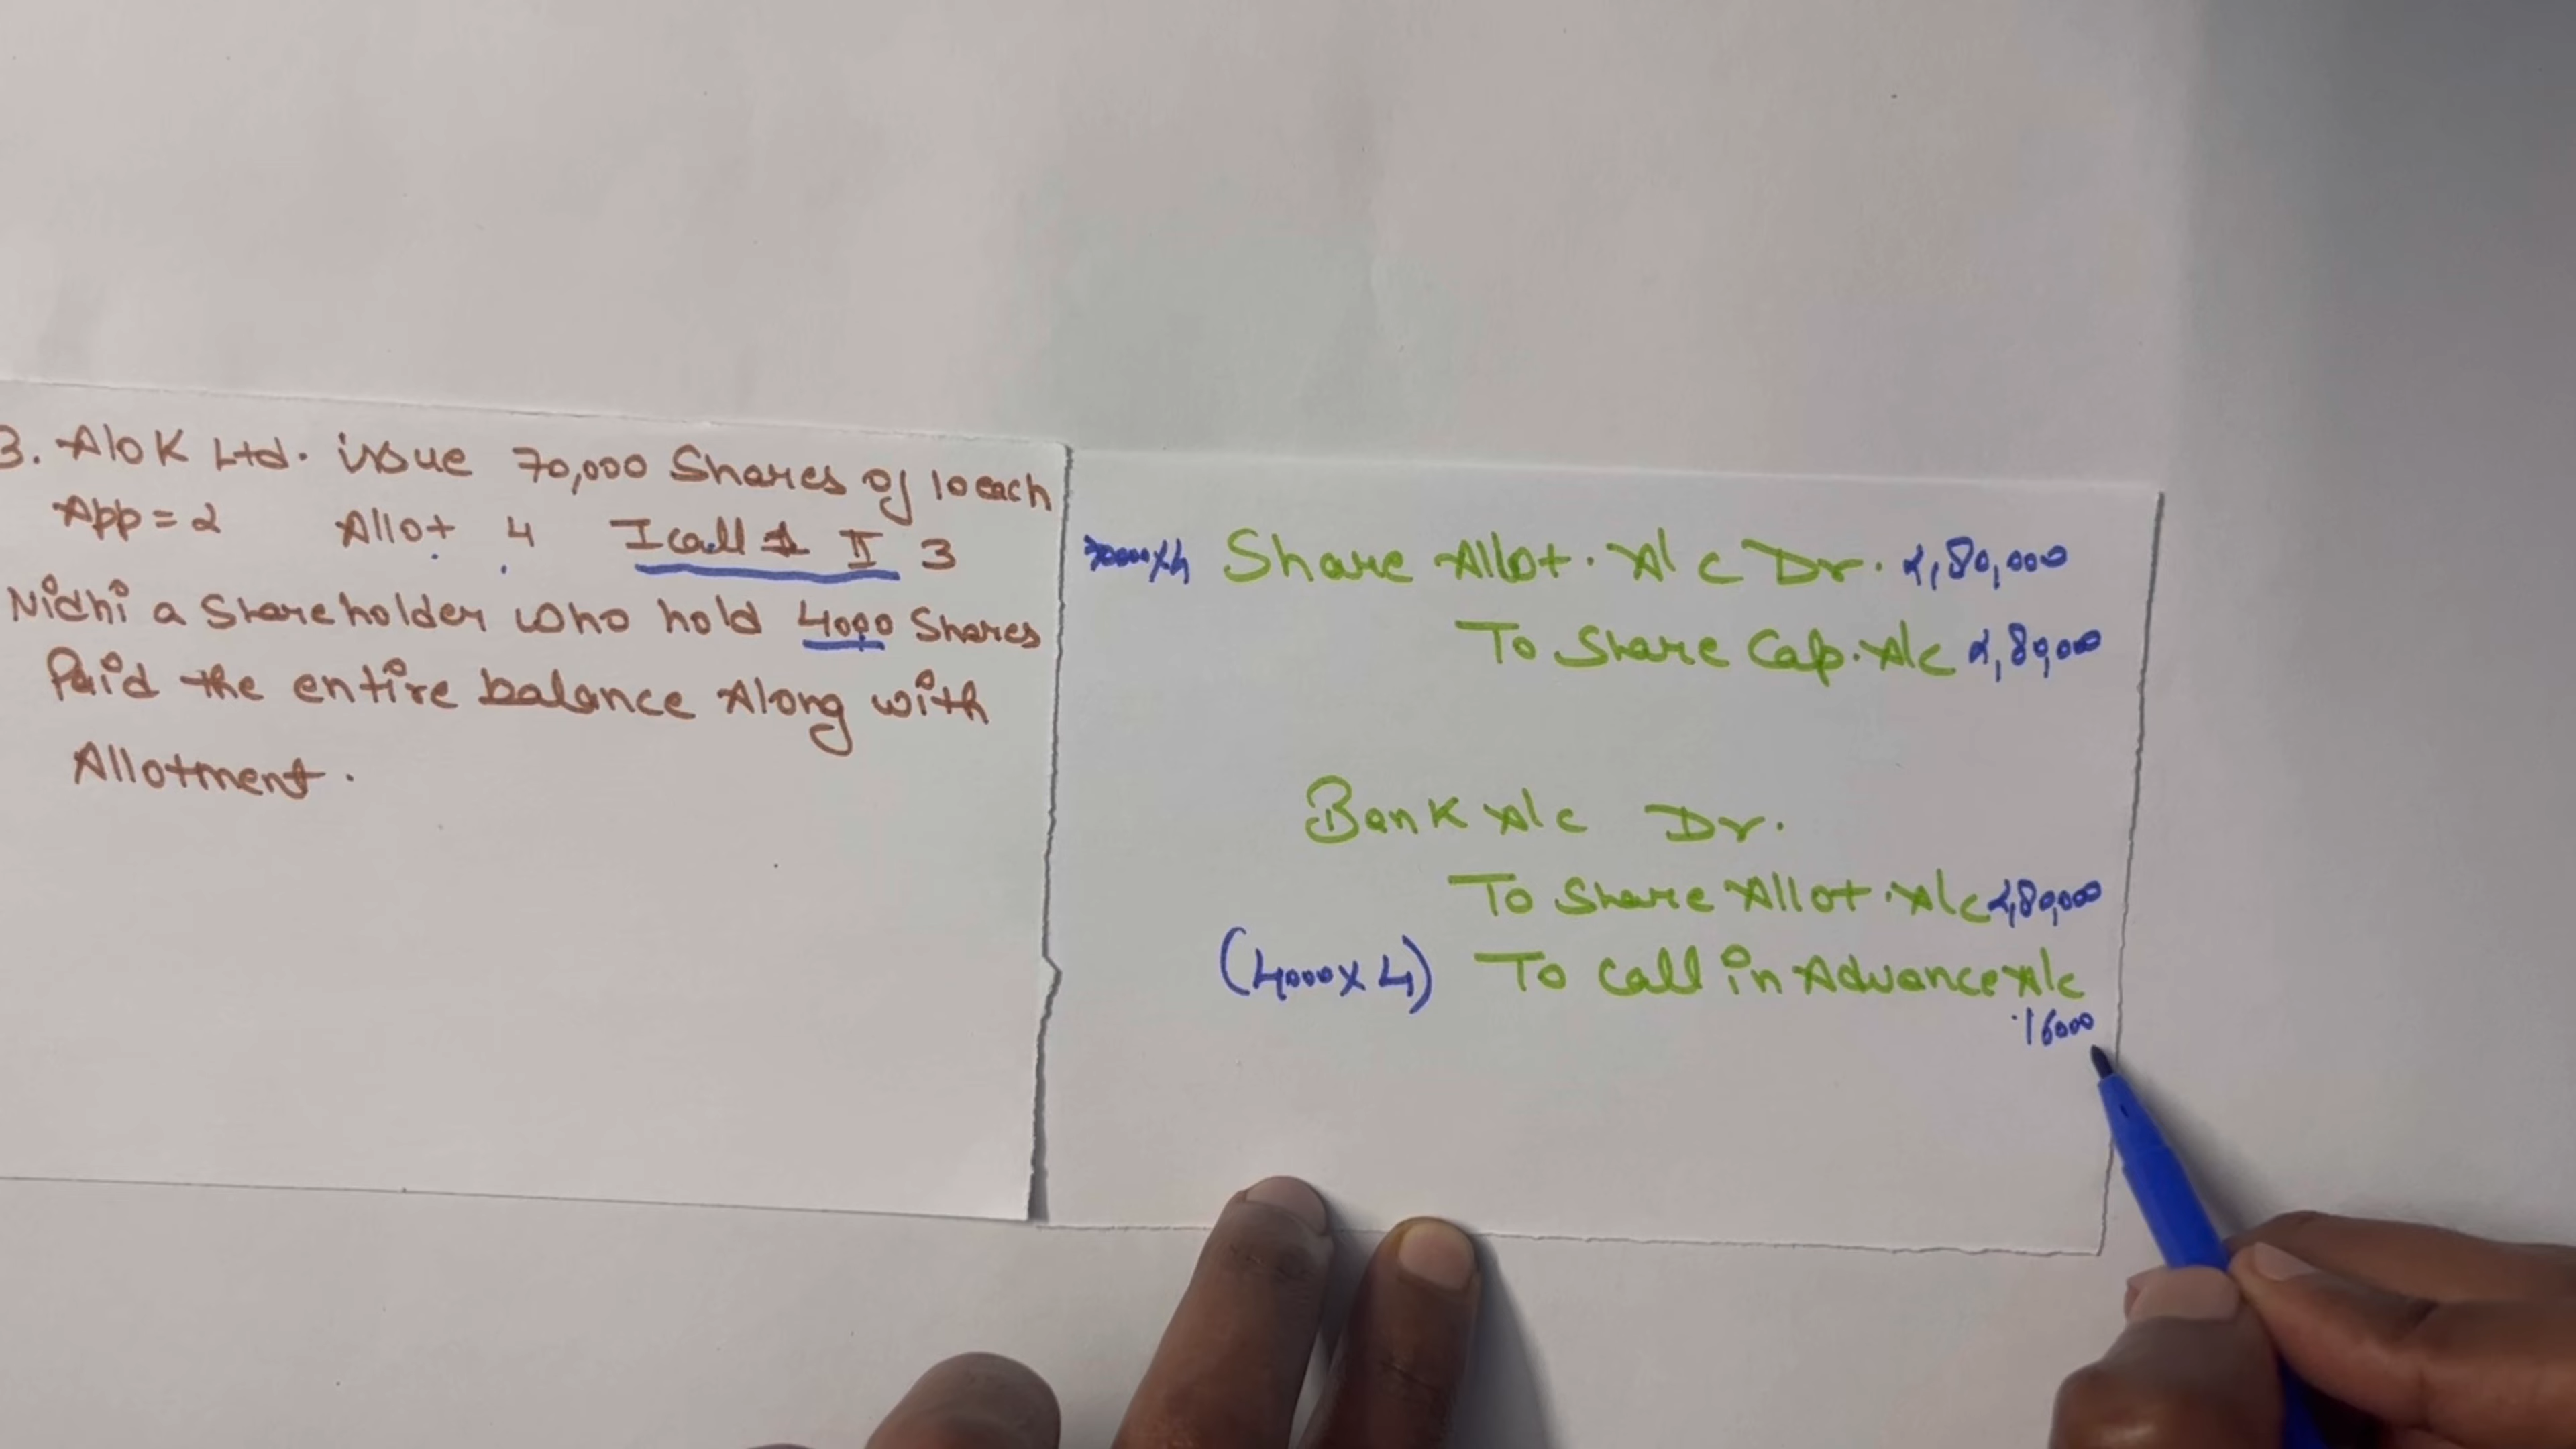 3. Alok Ltd. issue 70,000 Shares of 10 each
App = 2 Allot 4 I call 1 II 3
Nidhi a Shareholder who hold 4000 Shares
Paid the entire balance Along with
Allotment.
70000x4 Share Allot. A/c Dr. 2,80,000
To Share Cap. A/c 2,80,000
Bank A/c Dr.
To Share Allot. A/c 2,80,000
(4000 x 4) To Call in Advance A/c
16000